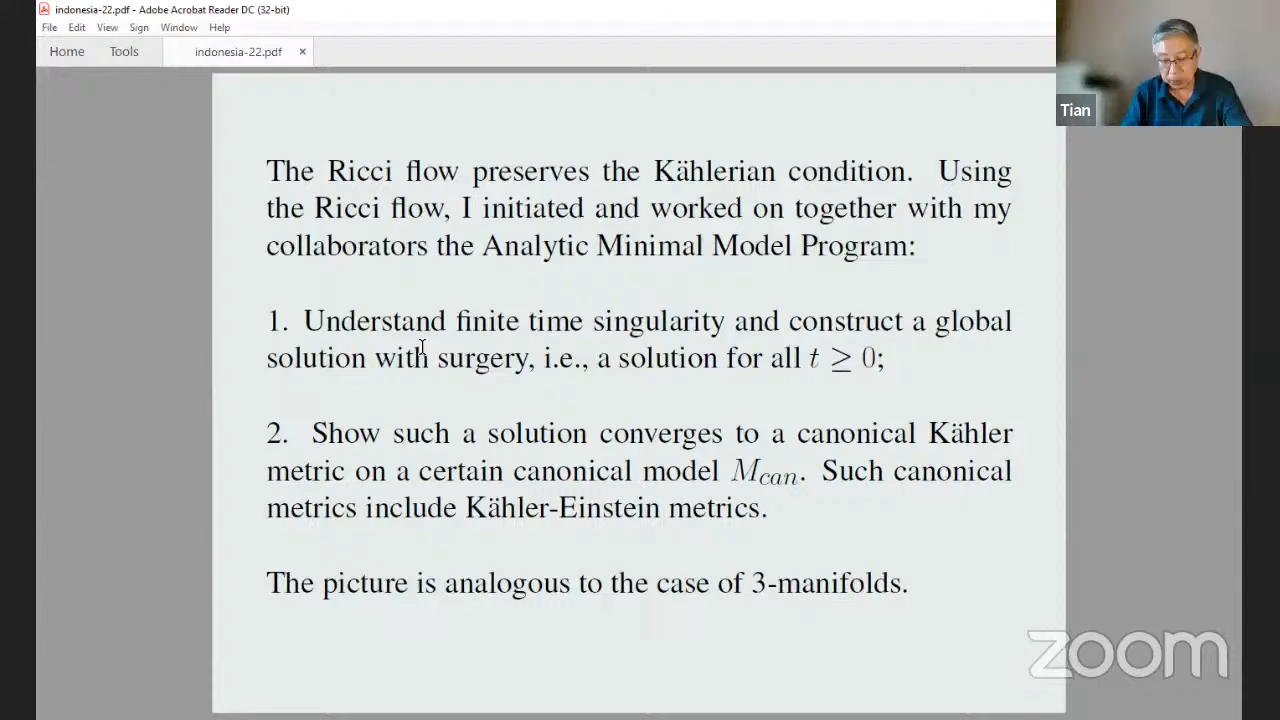 indonesia-22.pdf - Adobe Acrobat Reader DC (32-bit)
File Edit View Sign Window Help
Home Tools indonesia-22.pdf ×
Tian
The Ricci flow preserves the Kählerian condition. Using
the Ricci flow, I initiated and worked on together with my
collaborators the Analytic Minimal Model Program:
1. Understand finite time singularity and construct a global
solution with surgery, i.e., a solution for all t ≥ 0;
2. Show such a solution converges to a canonical Kähler
metric on a certain canonical model M_can. Such canonical
metrics include Kähler-Einstein metrics.
The picture is analogous to the case of 3-manifolds.
zoom